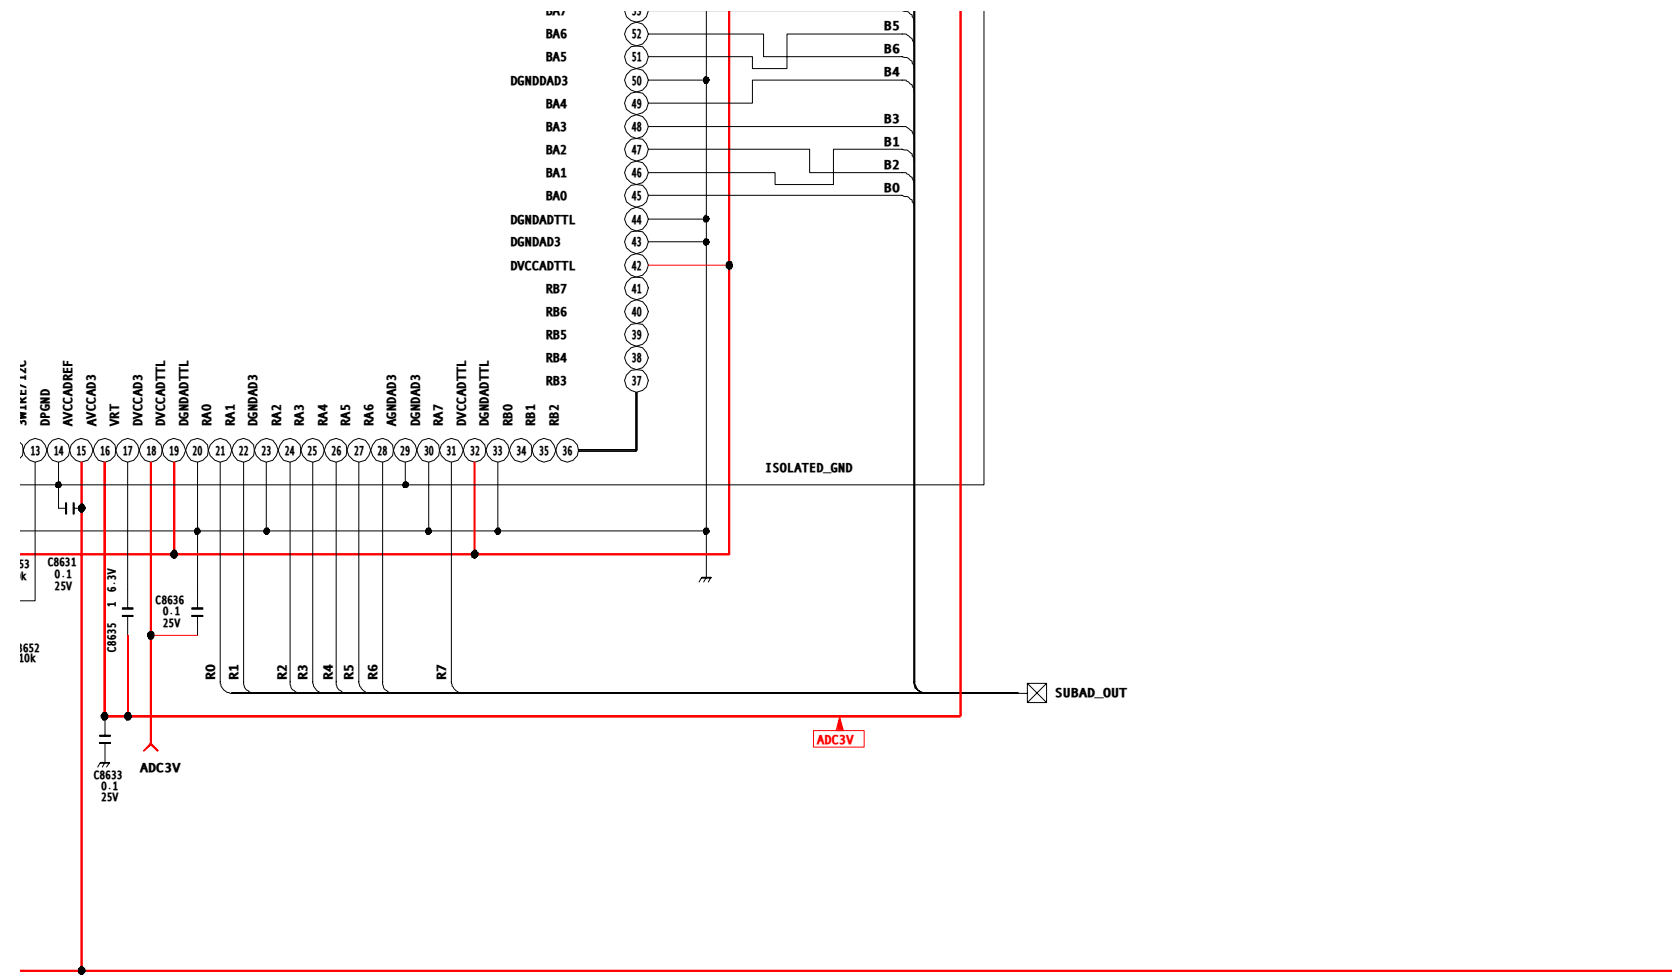 BA7 53
BA6 52 B5
BA5 51 B6
DGNDDAD3 50 B4
BA4 49
BA3 48 B3
BA2 47 B1
BA1 46 B2
BA0 45 B0
DGNDADTTL 44
DGNDAD3 43
DVCCADTTL 42
RB7 41
RB6 40
RB5 39
RB4 38
RB3 37
DPGND
AVCCADREF
AVCCAD3
VRT
DVCCAD3
DVCCADTTL
DGNDADTTL
RA0
RA1
DGNDAD3
RA2
RA3
RA4
RA5
RA6
AGNDAD3
DGNDAD3
RA7
DVCCADTTL
DGNDADTTL
RB0
RB1
RB2
13 14 15 16 17 18 19 20 21 22 23 24 25 26 27 28 29 30 31 32 33 34 35 36
ISOLATED_GND
53
k
C8631
0.1
25V
C8635 1 6.3V
C8636
0.1
25V
8652
10k
R0 R1 R2 R3 R4 R5 R6 R7
SUBAD_OUT
ADC3V
ADC3V
C8633
0.1
25V